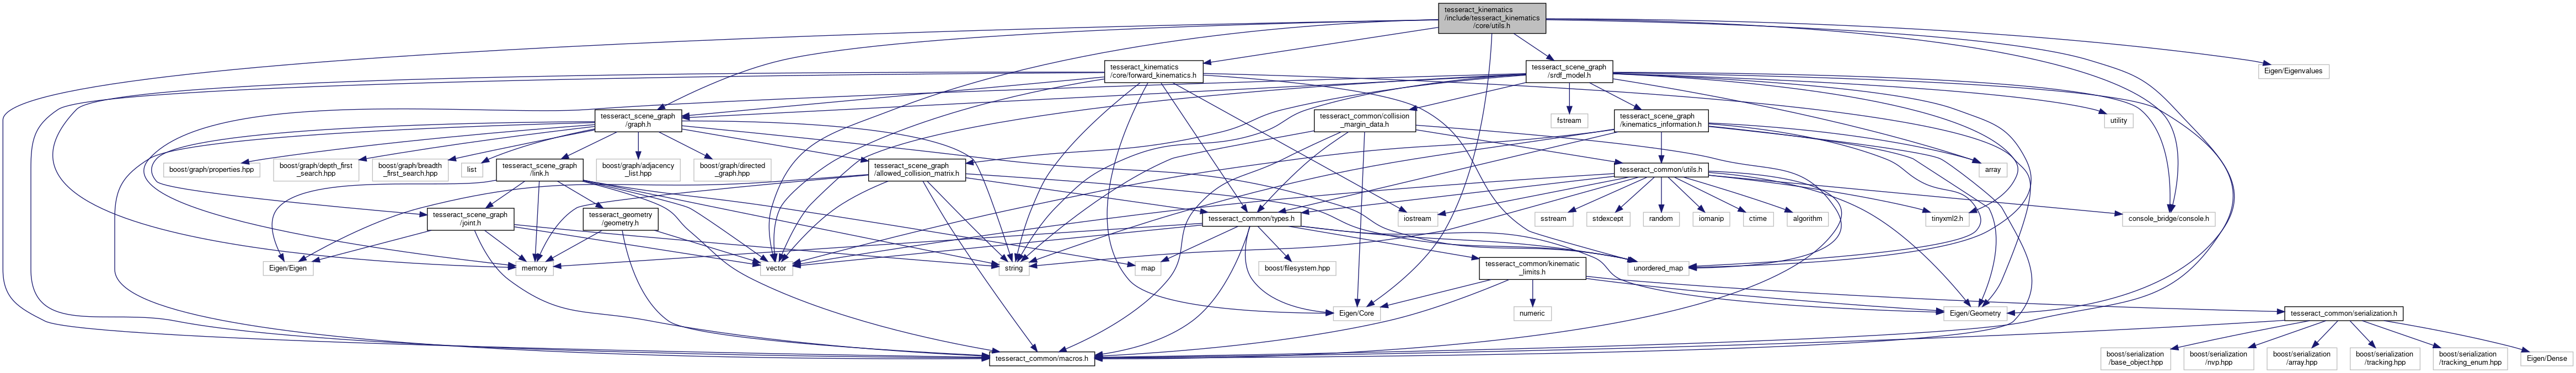 tesseract_kinematics
/include/tesseract_kinematics
/core/utils.h
tesseract_kinematics
/core/forward_kinematics.h
tesseract_scene_graph
/srdf_model.h
Eigen/Eigenvalues
tesseract_scene_graph
/graph.h
tesseract_common/collision
_margin_data.h
fstream
tesseract_scene_graph
/kinematics_information.h
utility
boost/graph/properties.hpp
boost/graph/depth_first
_search.hpp
boost/graph/breadth
_first_search.hpp
list
tesseract_scene_graph
/link.h
boost/graph/adjacency
_list.hpp
boost/graph/directed
_graph.hpp
tesseract_scene_graph
/allowed_collision_matrix.h
tesseract_common/utils.h
array
tesseract_scene_graph
/joint.h
tesseract_geometry
/geometry.h
tesseract_common/types.h
iostream
sstream
stdexcept
random
iomanip
ctime
algorithm
tinyxml2.h
console_bridge/console.h
Eigen/Eigen
memory
vector
string
map
boost/filesystem.hpp
tesseract_common/kinematic
_limits.h
unordered_map
Eigen/Core
numeric
Eigen/Geometry
tesseract_common/serialization.h
tesseract_common/macros.h
boost/serialization
/base_object.hpp
boost/serialization
/nvp.hpp
boost/serialization
/array.hpp
boost/serialization
/tracking.hpp
boost/serialization
/tracking_enum.hpp
Eigen/Dense